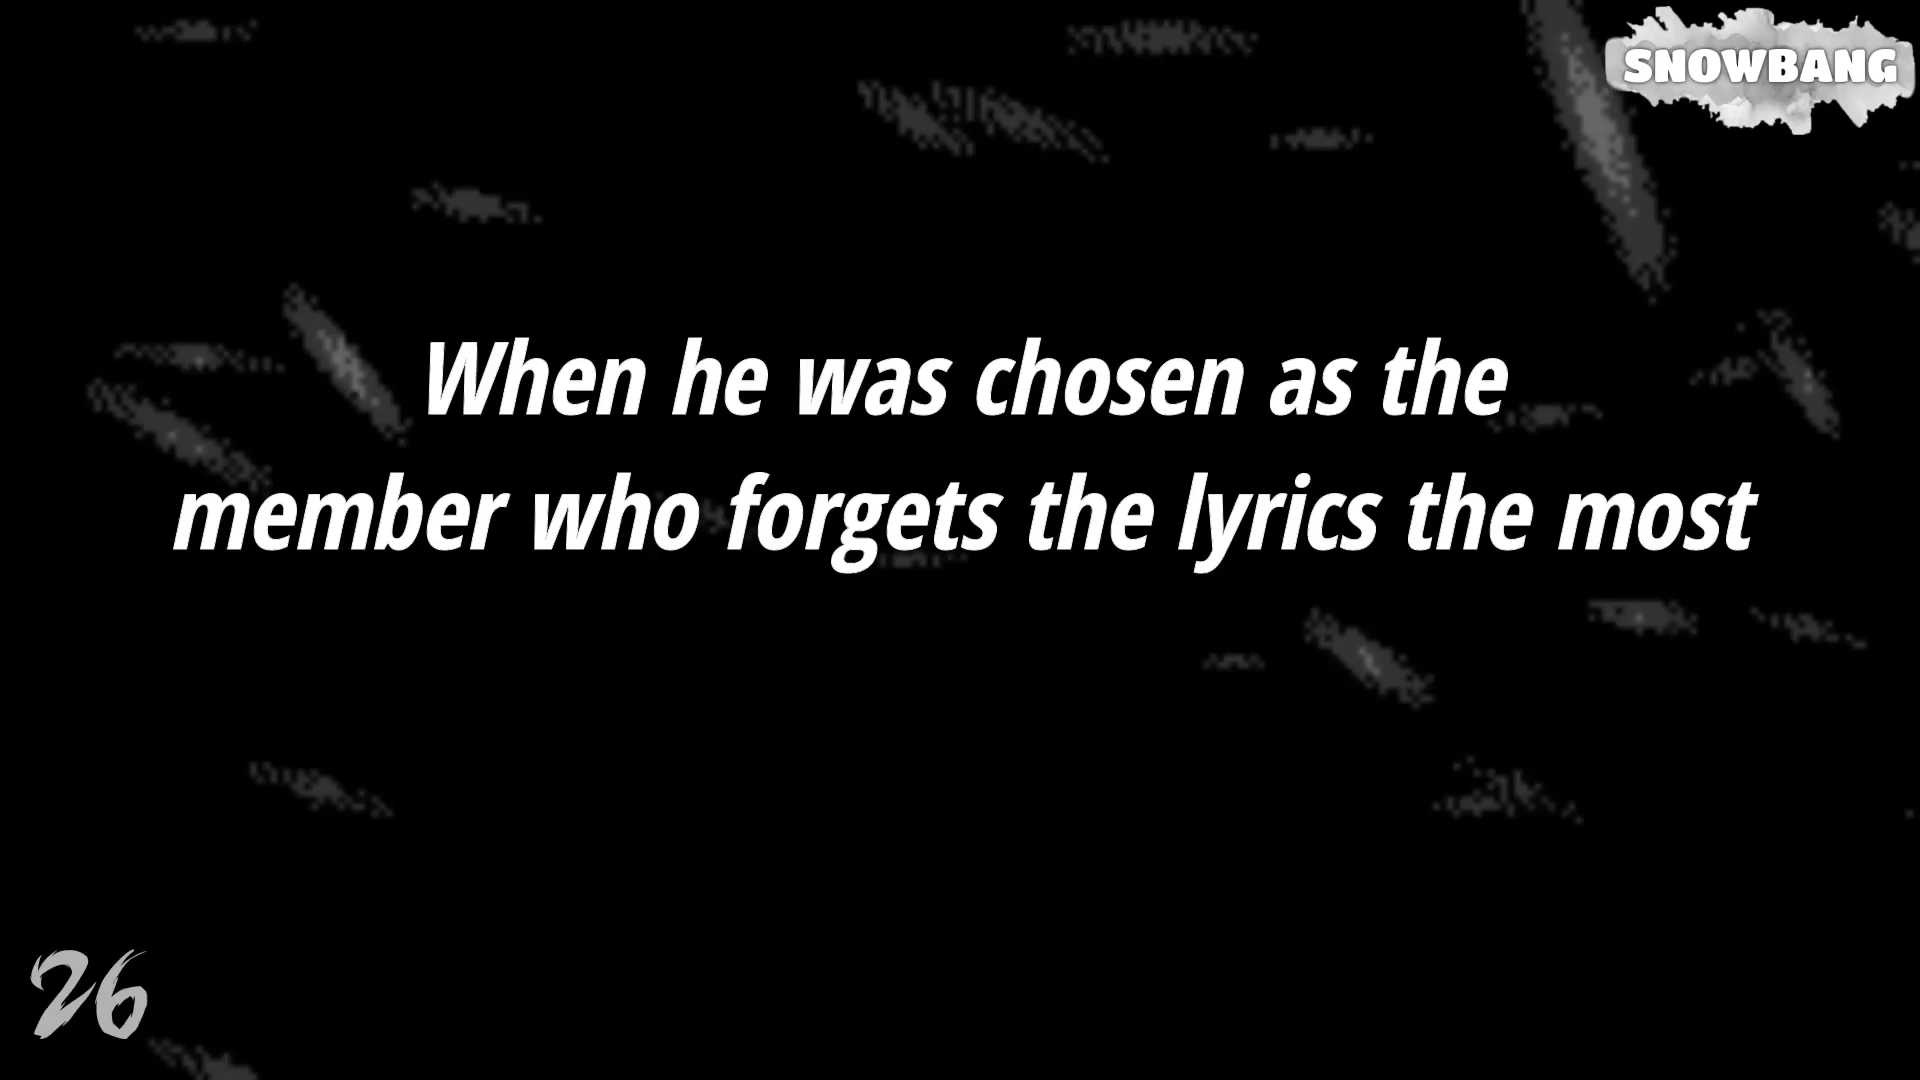 SNOWBANG
When he was chosen as the
member who forgets the lyrics the most
26